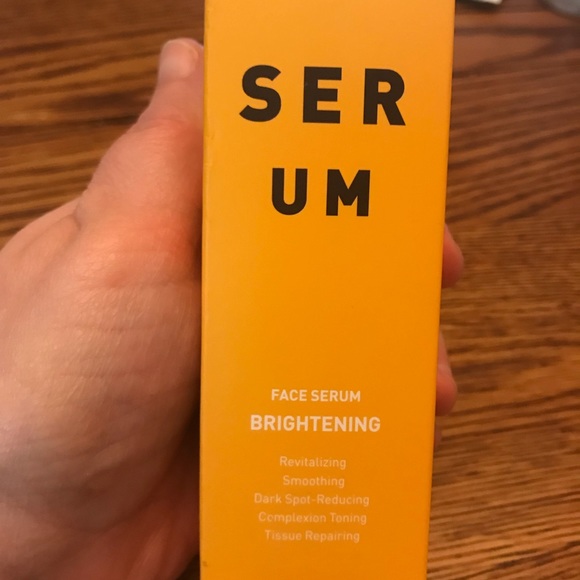 SER
UM
FACE SERUM
BRIGHTENING
Revitalizing
Smoothing
Dark Spot-Reducing
Complexion Toning
Tissue Repairing